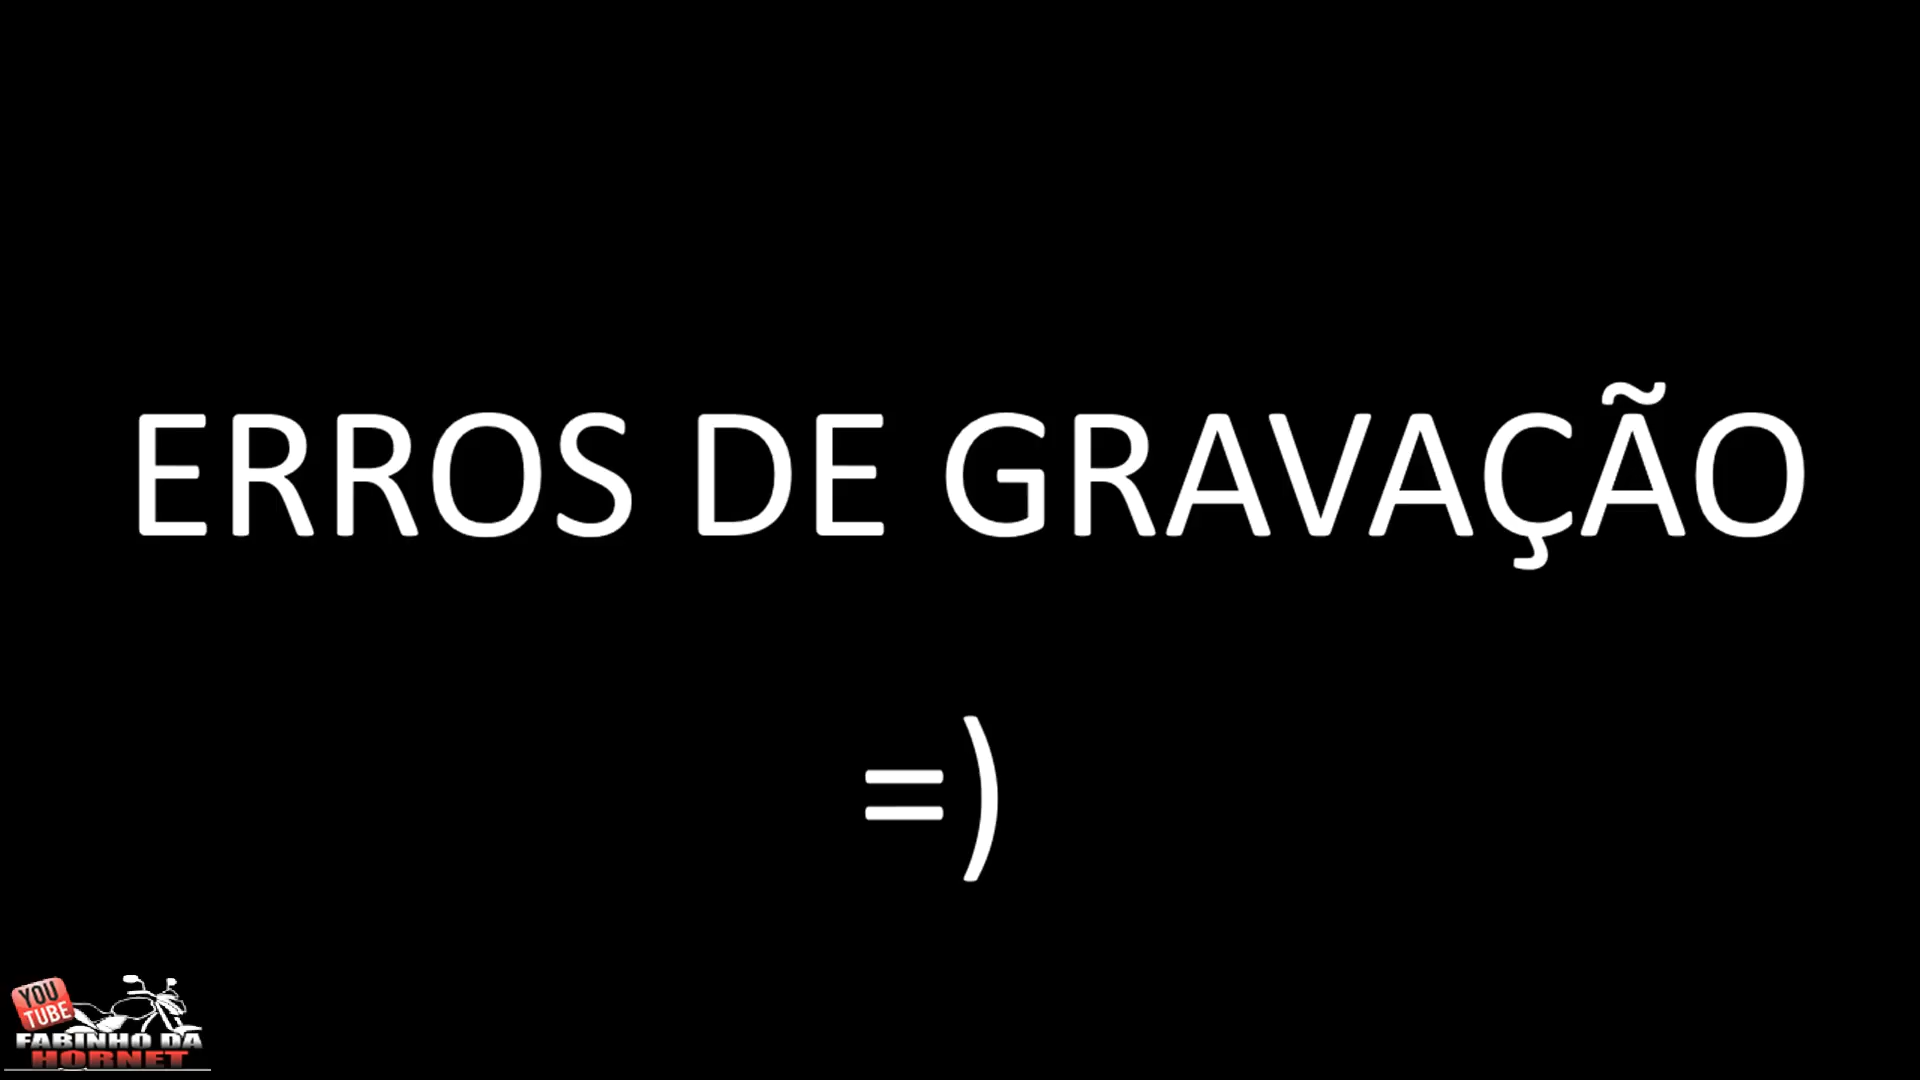 ERROS DE GRAVAÇÃO
=)
YOU
TUBE
FABINHO DA
HORNET